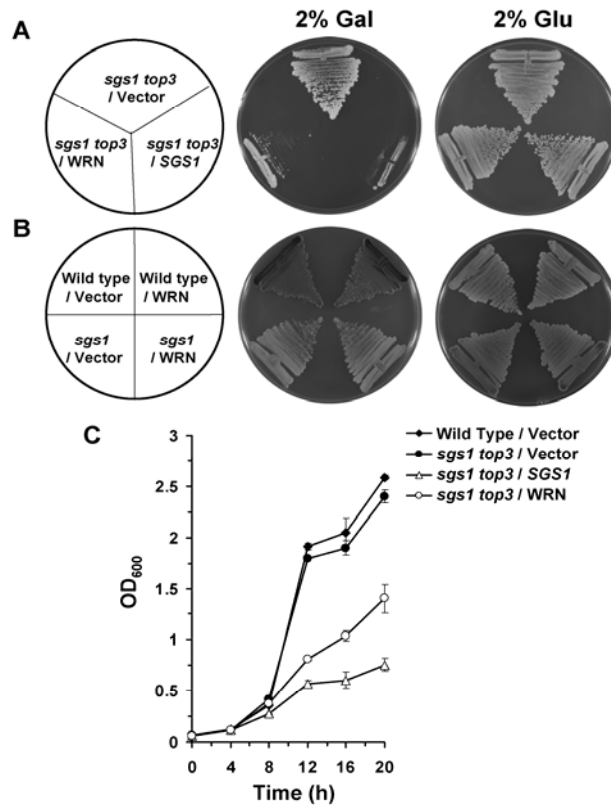 A
2% Gal
2% Glu
sgs1 top3
/ Vector
sgs1 top3
/ WRN
sgs1 top3
/ SGS1
B
Wild type
/ Vector
Wild type
/ WRN
sgs1
/ Vector
sgs1
/ WRN
C
Wild Type / Vector
sgs1 top3 / Vector
sgs1 top3 / SGS1
sgs1 top3 / WRN
OD600
3
2.5
2
1.5
1
0.5
0
0 4 8 12 16 20
Time (h)